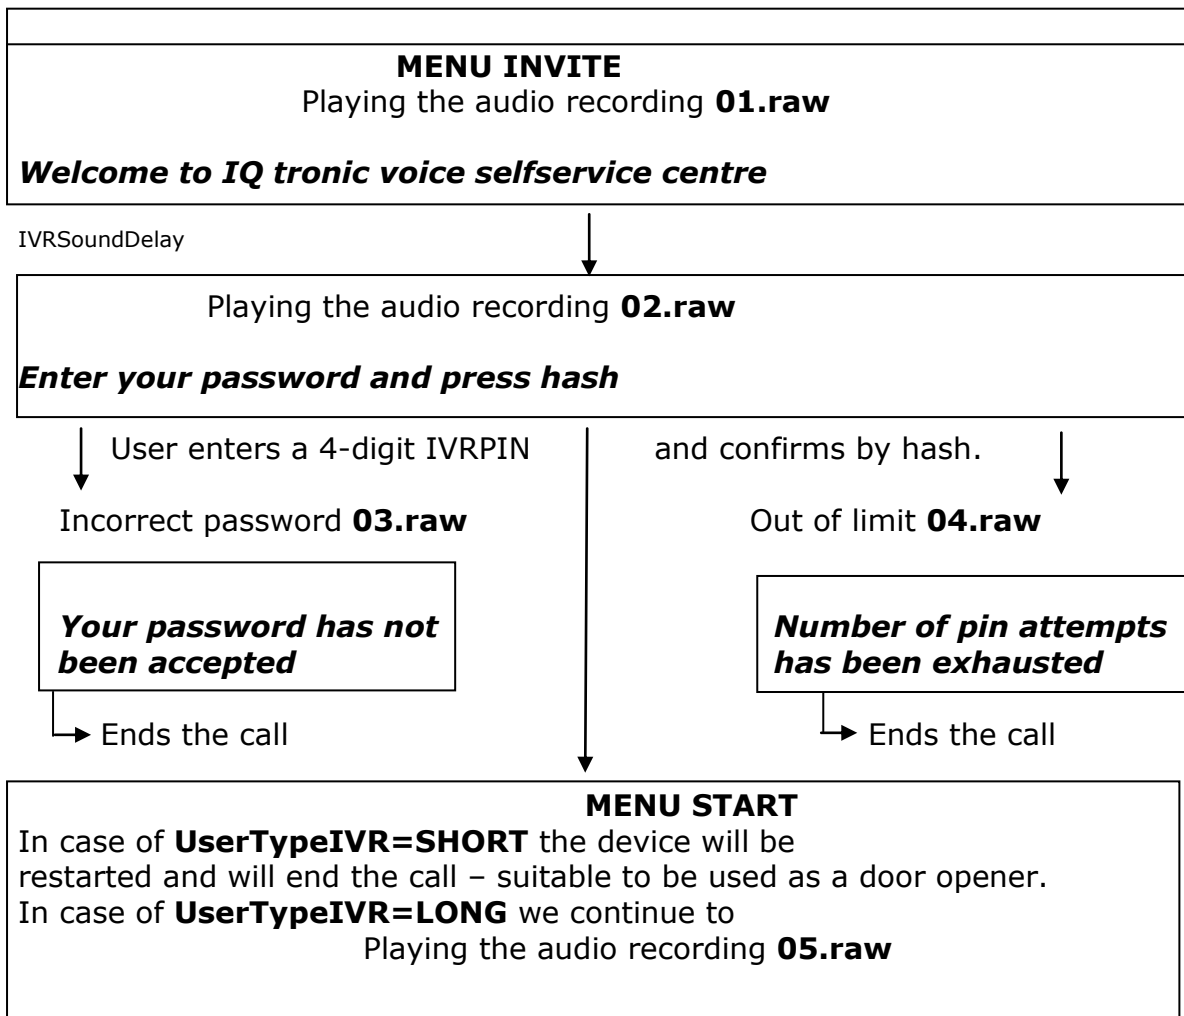 MENU INVITE
Playing the audio recording 01.raw
Welcome to IQ tronic voice selfservice centre
IVRSoundDelay
Playing the audio recording 02.raw
Enter your password and press hash
User enters a 4-digit IVRPIN and confirms by hash.
Incorrect password 03.raw
Out of limit 04.raw
Your password has not
been accepted
Number of pin attempts
has been exhausted
Ends the call
Ends the call
MENU START
In case of UserTypeIVR=SHORT the device will be
restarted and will end the call – suitable to be used as a door opener.
In case of UserTypeIVR=LONG we continue to
Playing the audio recording 05.raw